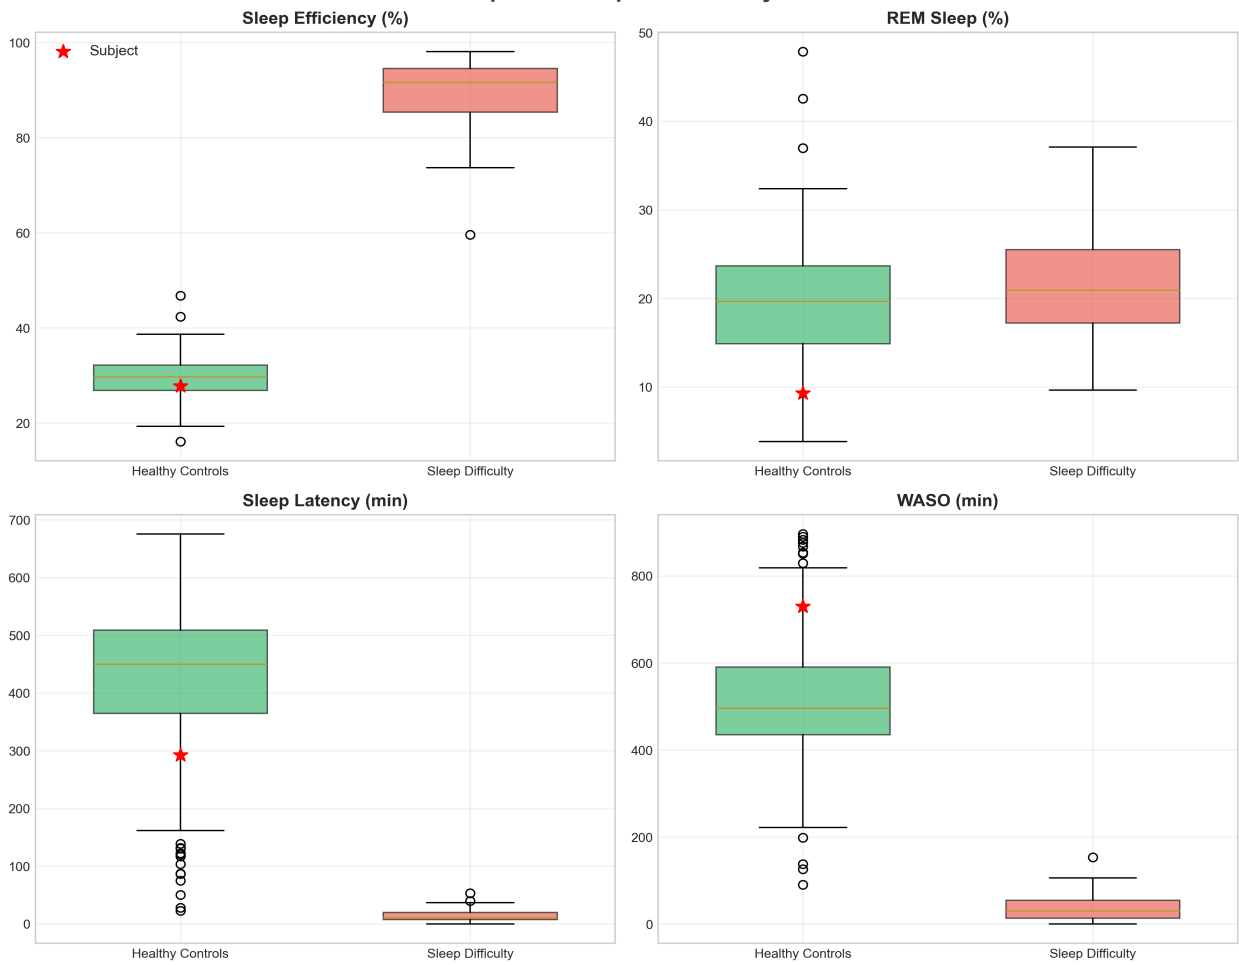 Sleep Efficiency (%)
REM Sleep (%)
100
80
60
40
20
Subject
Healthy Controls
Sleep Difficulty
50
40
30
20
10
Healthy Controls
Sleep Difficulty
Sleep Latency (min)
WASO (min)
700
600
500
400
300
200
100
0
Healthy Controls
Sleep Difficulty
800
600
400
200
0
Healthy Controls
Sleep Difficulty